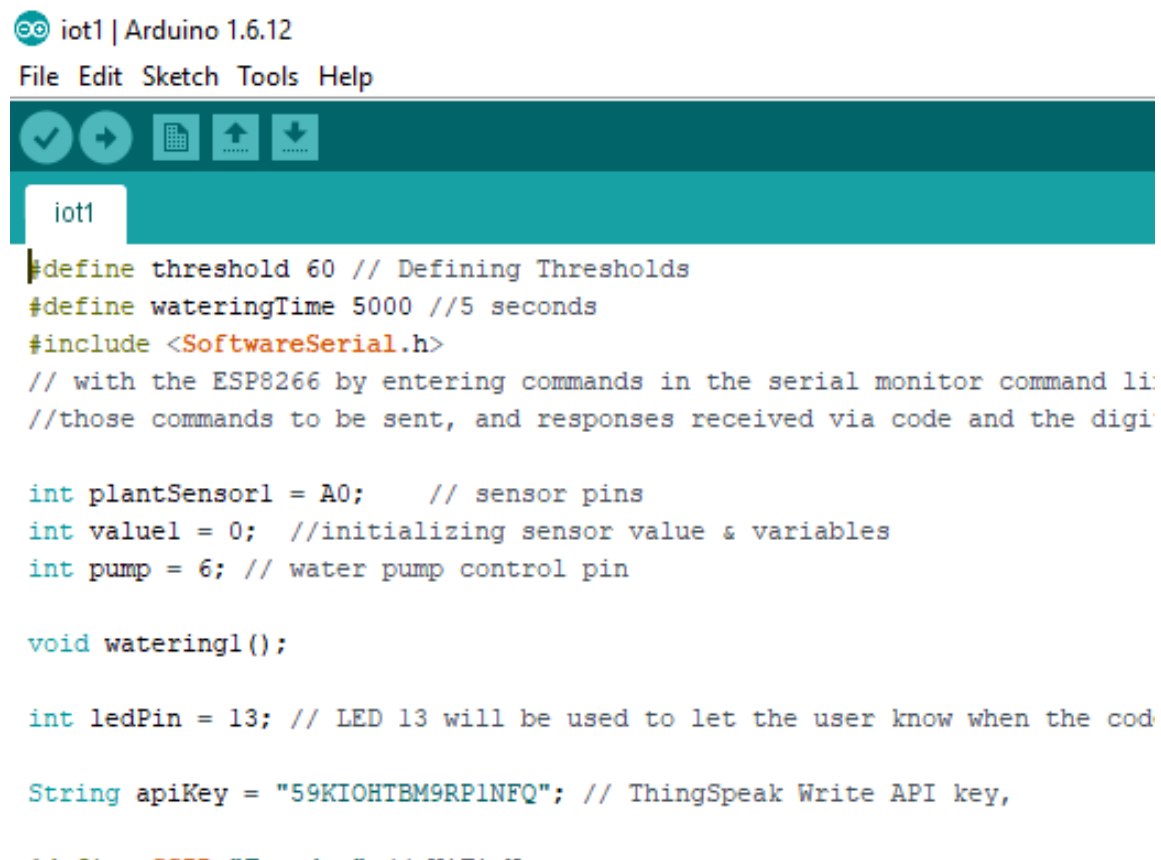 iot1 | Arduino 1.6.12
File Edit Sketch Tools Help
iot1
#define threshold 60 // Defining Thresholds
#define wateringTime 5000 //5 seconds
#include <SoftwareSerial.h>
// with the ESP8266 by entering commands in the serial monitor command
//those commands to be sent, and responses received via code and the
int plantSensor1 = A0; // sensor pins
int value1 = 0; //initializing sensor value & variables
int pump = 6; // water pump control pin
void watering1();
int ledPin = 13; // LED 13 will be used to let the user know when the
String apiKey = "59KIOHTBM9RP1NFQ"; // ThingSpeak Write API key,